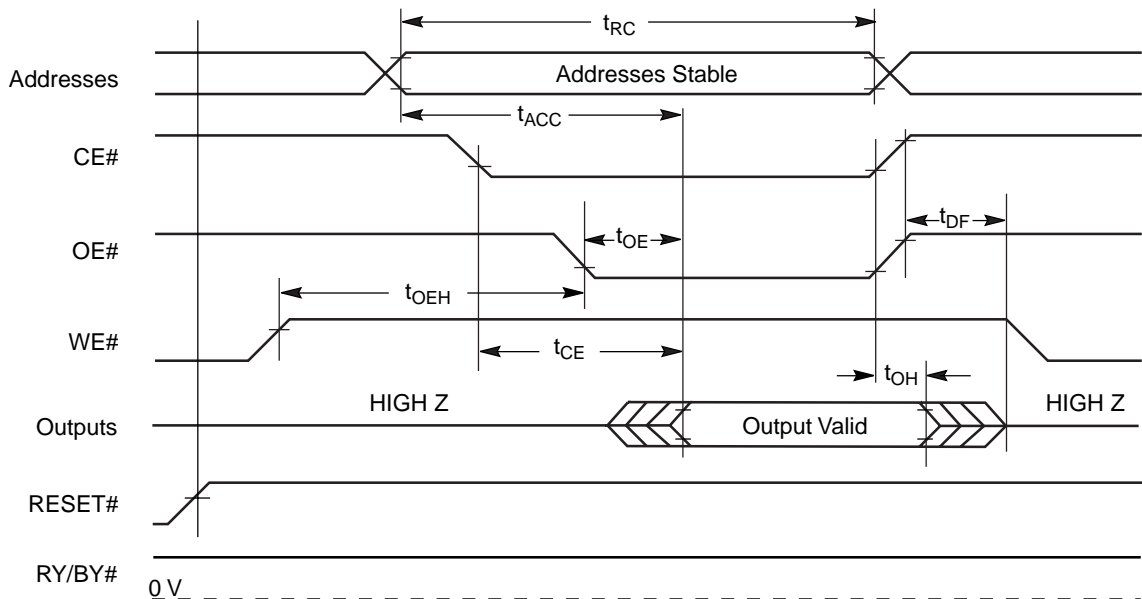 tRC
Addresses
Addresses Stable
tACC
CE#
tDF
OE#
tOE
tOEH
WE#
tCE
tOH
HIGH Z
HIGH Z
Outputs
Output Valid
RESET#
RY/BY#
0 V